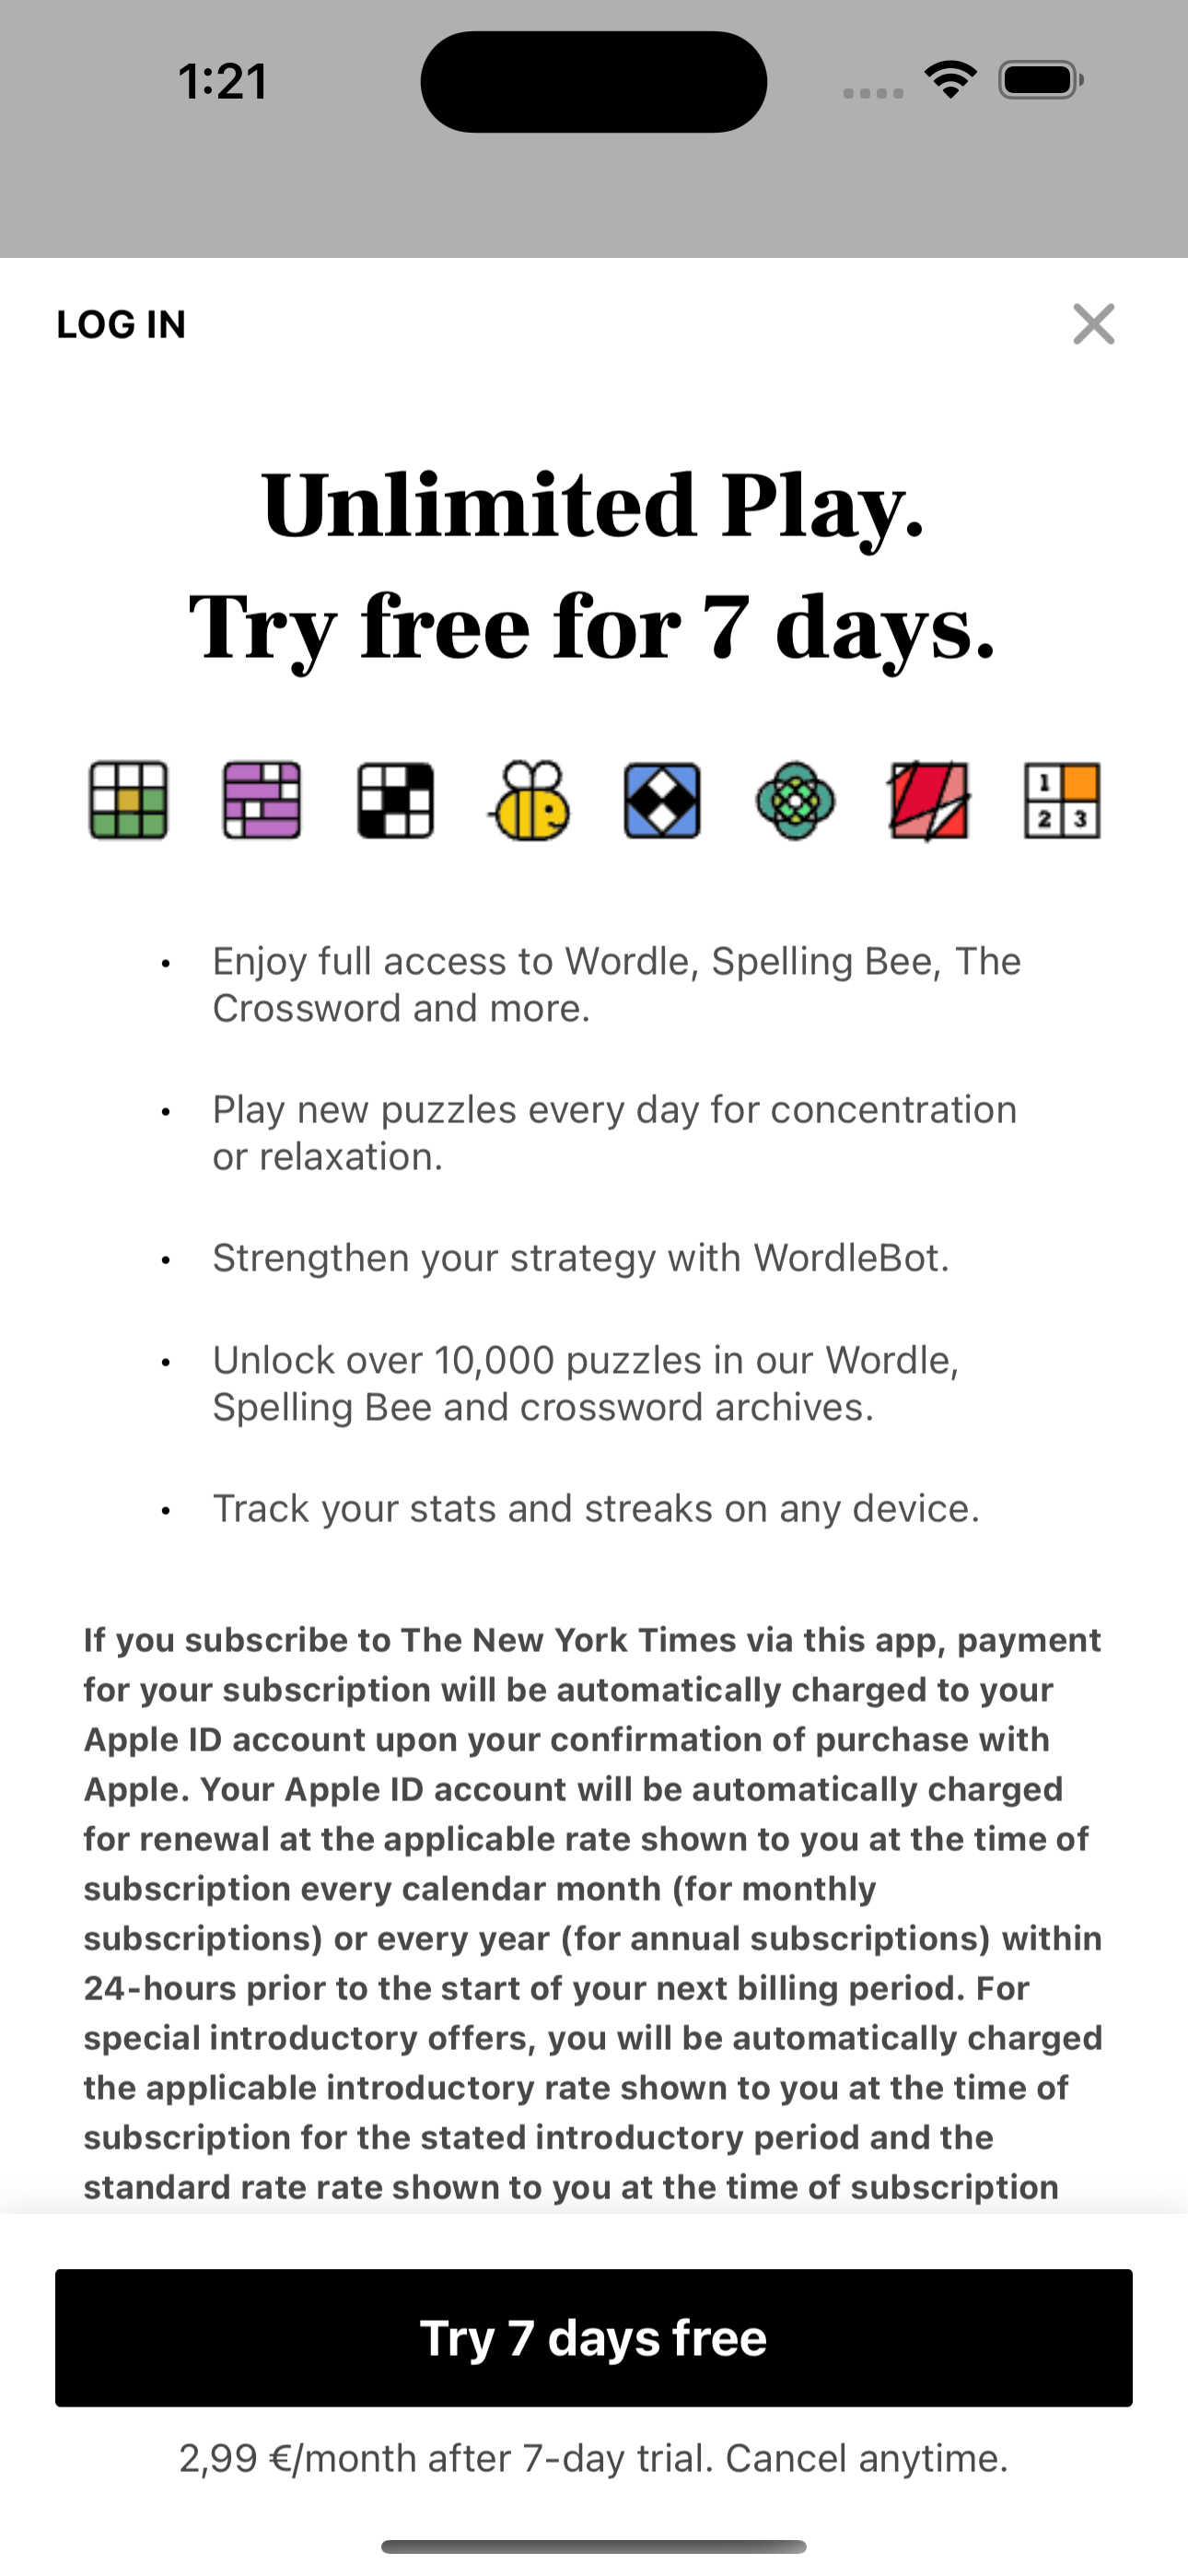 1:21
LOG IN
Unlimited Play.
Try free for 7 days.
1
2 3
• Enjoy full access to Wordle, Spelling Bee, The
Crossword and more.
• Play new puzzles every day for concentration
or relaxation.
• Strengthen your strategy with WordleBot.
• Unlock over 10,000 puzzles in our Wordle,
Spelling Bee and crossword archives.
• Track your stats and streaks on any device.
If you subscribe to The New York Times via this app, payment
for your subscription will be automatically charged to your
Apple ID account upon your confirmation of purchase with
Apple. Your Apple ID account will be automatically charged
for renewal at the applicable rate shown to you at the time of
subscription every calendar month (for monthly
subscriptions) or every year (for annual subscriptions) within
24-hours prior to the start of your next billing period. For
special introductory offers, you will be automatically charged
the applicable introductory rate shown to you at the time of
subscription for the stated introductory period and the
standard rate rate shown to you at the time of subscription
Try 7 days free
2,99 €/month after 7-day trial. Cancel anytime.